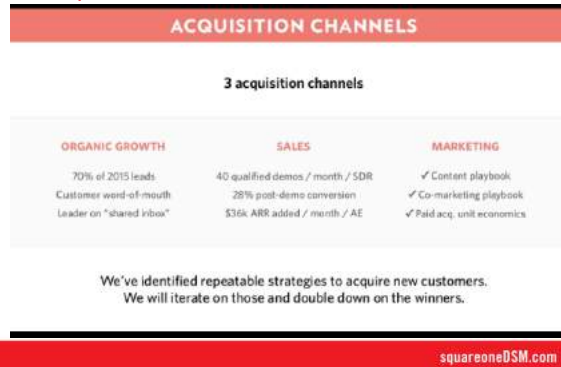 ACQUISITION CHANNELS
3 acquisition channels
ORGANIC GROWTH
70% of 2015 leads
Customer word-of-mouth
Leader on "shared inbox"
SALES
40 qualified demos / month / SDR
28% post-demo conversion
$36k ARR added / month / AE
MARKETING
✓ Content playbook
✓ Co-marketing playbook
✓ Paid acq. unit economics
We've identified repeatable strategies to acquire new customers.
We will iterate on those and double down on the winners.
squareoneDSM.com